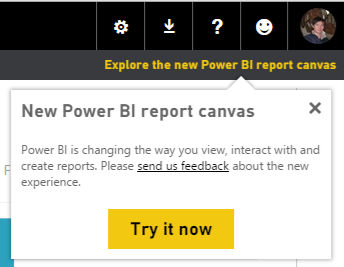 Explore the new Power BI report canvas
New Power BI report canvas
Power BI is changing the way you view, interact with and
create reports. Please send us feedback about the new
experience.
Try it now